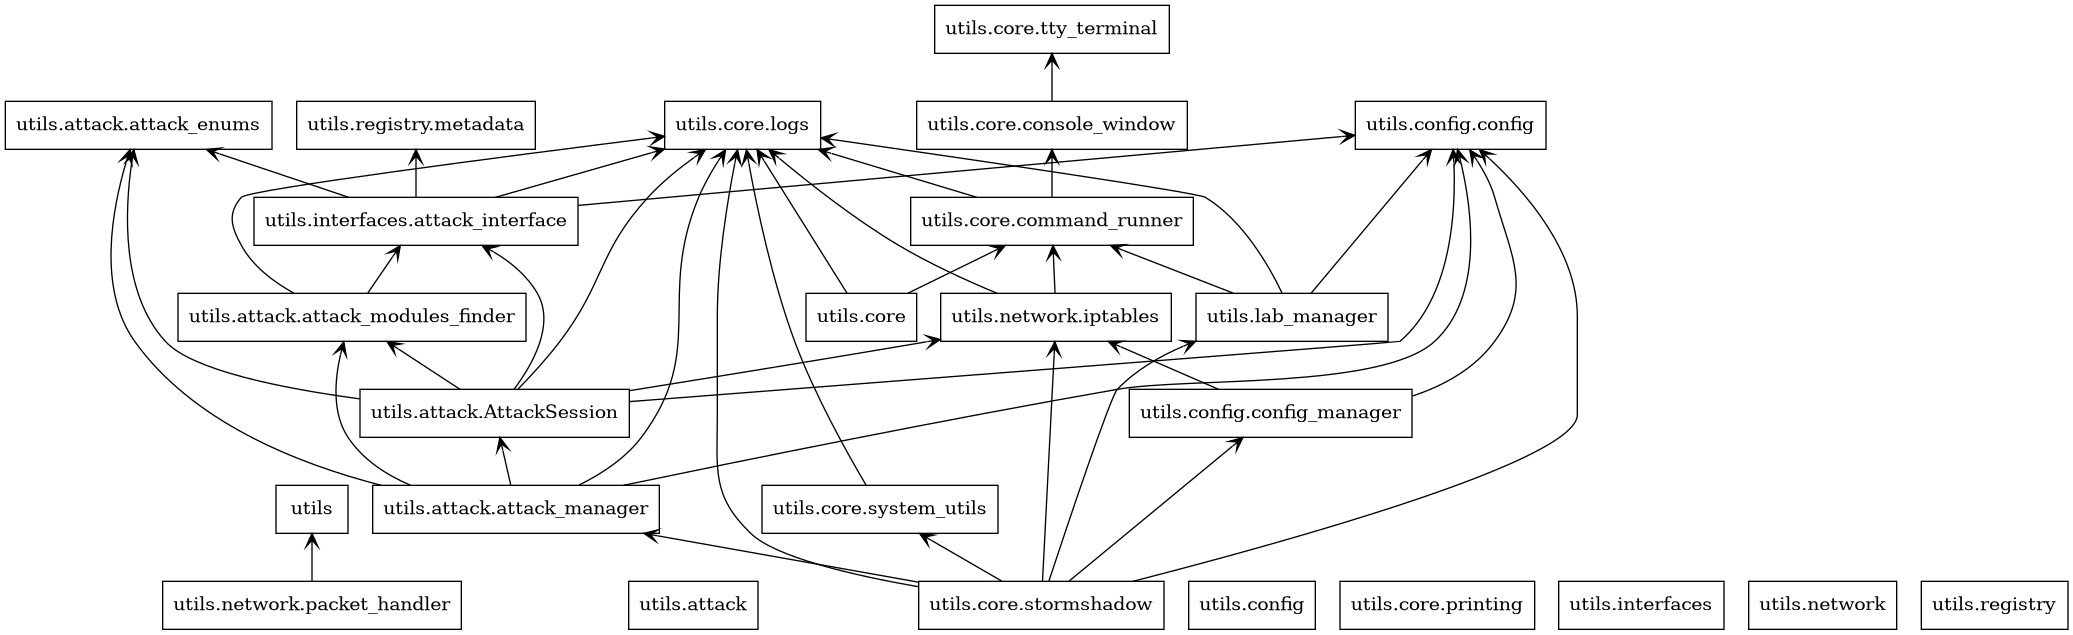 utils.core.tty_terminal
utils.attack.attack_enums
utils.registry.metadata
utils.core.logs
utils.core.console_window
utils.config.config
utils.interfaces.attack_interface
utils.core.command_runner
utils.attack.attack_modules_finder
utils.core
utils.network.iptables
utils.lab_manager
utils.attack.AttackSession
utils.config.config_manager
utils
utils.attack.attack_manager
utils.core.system_utils
utils.network.packet_handler
utils.attack
utils.core.stormshadow
utils.config
utils.core.printing
utils.interfaces
utils.network
utils.registry